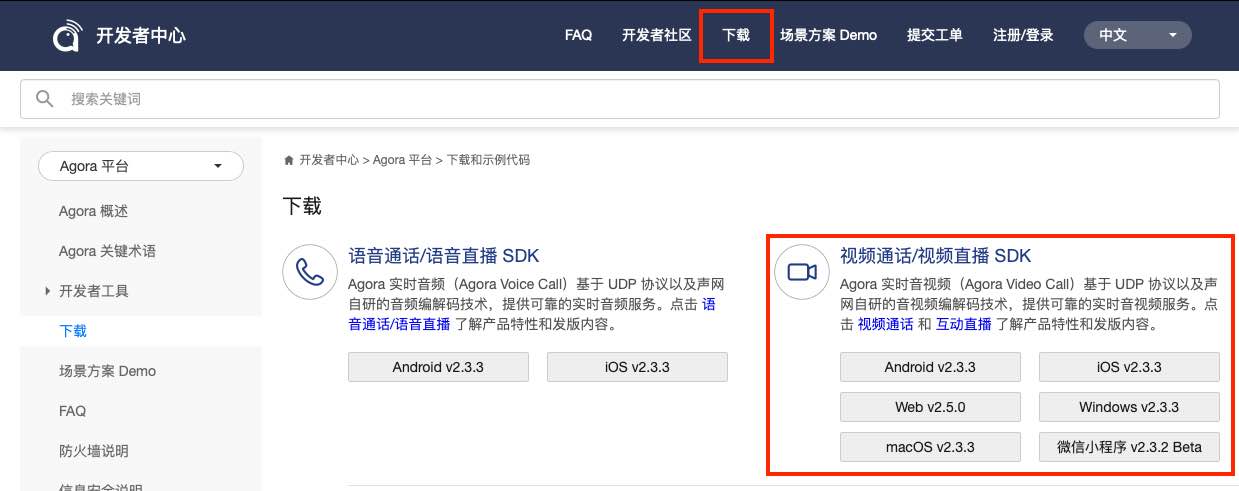 开发者中心
FAQ
开发者社区
下载
场景方案 Demo
提交工单
注册/登录
中文
搜索关键词
Agora 平台
Agora 概述
Agora 关键术语
开发者工具
下载
场景方案 Demo
FAQ
防火墙说明
信息安全说明
开发者中心 > Agora 平台 > 下载和示例代码
下载
语音通话/语音直播 SDK
Agora 实时音频（Agora Voice Call）基于 UDP 协议以及声网
自研的音频编解码技术，提供可靠的实时音频服务。点击 语
音通话/语音直播 了解产品特性和发版内容。
Android v2.3.3
iOS v2.3.3
视频通话/视频直播 SDK
Agora 实时音视频（Agora Video Call）基于 UDP 协议以及声
网自研的音视频编解码技术，提供可靠的实时音视频服务。点
击 视频通话 和 互动直播 了解产品特性和发版内容。
Android v2.3.3
iOS v2.3.3
Web v2.5.0
Windows v2.3.3
macOS v2.3.3
微信小程序 v2.3.2 Beta